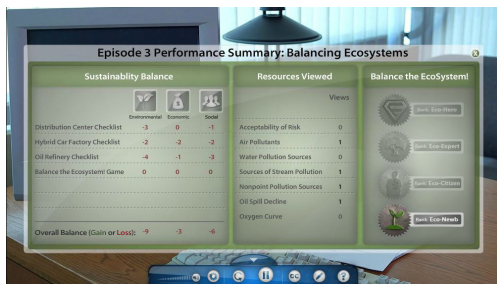 Episode 3 Performance Summary: Balancing Ecosystems
Sustainablity Balance
Environmental Economic Social
Distribution Center Checklist -3 0 -1
Hybrid Car Factory Checklist -2 -2 -2
Oil Refinery Checklist -4 -1 -3
Balance the Ecosystem! Game 0 0 0
Overall Balance (Gain or Loss): -9 -3 -6
Resources Viewed
Views
Acceptability of Risk 0
Air Pollutants 1
Water Pollution Sources 0
Sources of Stream Pollution 1
Nonpoint Pollution Sources 1
Oil Spill Decline 1
Oxygen Curve 0
Balance the EcoSystem!
Rank: Eco-Hero
Rank: Eco-Expert
Rank: Eco-Citizen
Rank: Eco-Newb
CC
?